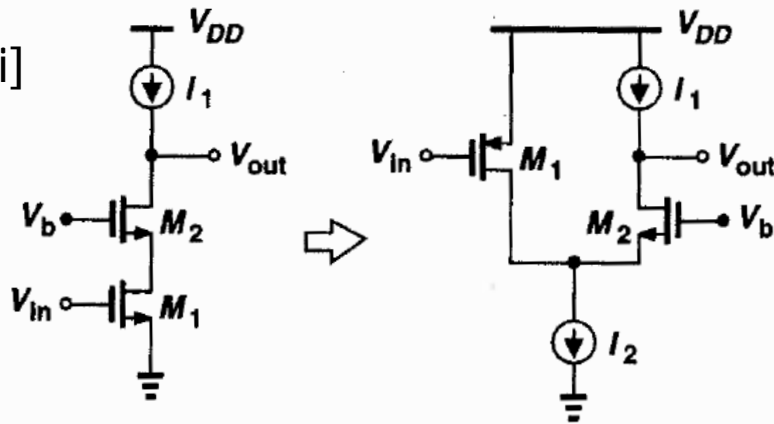 i]
V_DD
I_1
V_out
V_b
M_2
V_in
M_1
V_DD
I_1
V_in
M_1
V_out
M_2
V_b
I_2